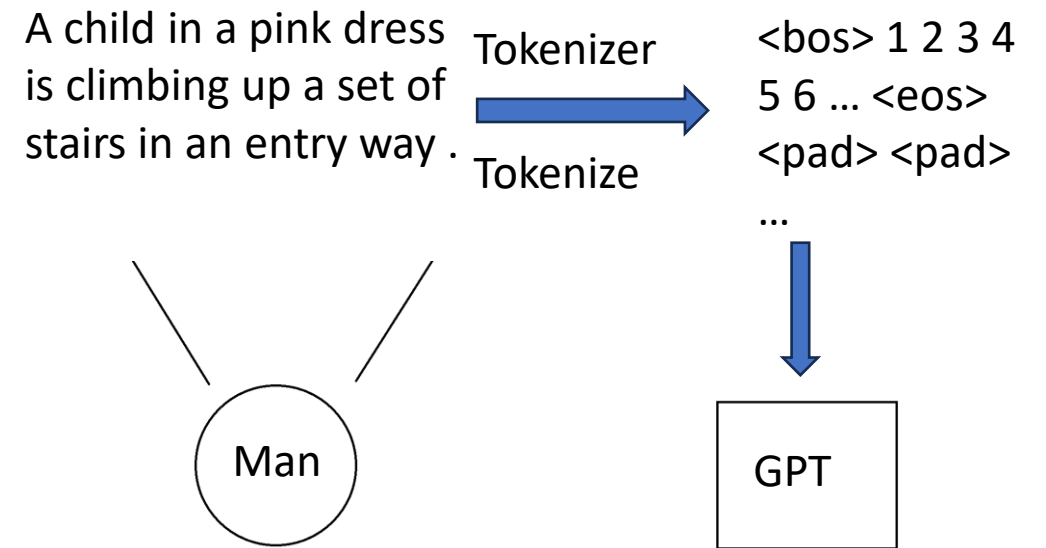 A child in a pink dress
is climbing up a set of
stairs in an entry way .
Tokenizer
Tokenize
<bos> 1 2 3 4
5 6 … <eos>
<pad> <pad>
…
Man
GPT